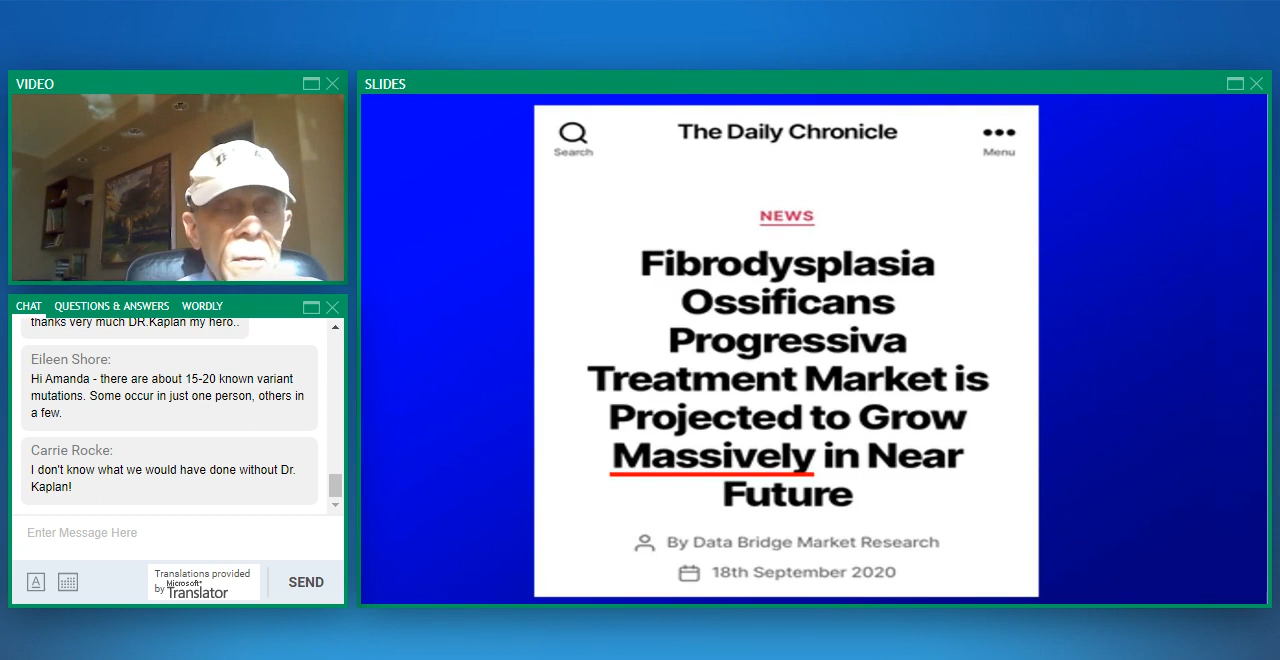 VIDEO
SLIDES
The Daily Chronicle
Search
Menu
NEWS
Fibrodysplasia
Ossificans
Progressiva
Treatment Market is
Projected to Grow
Massively in Near
Future
By Data Bridge Market Research
18th September 2020
CHAT QUESTIONS & ANSWERS WORDLY
thanks very much DR.Kaplan my hero..
Eileen Shore:
Hi Amanda - there are about 15-20 known variant
mutations. Some occur in just one person, others in
a few.
Carrie Rocke:
I don't know what we would have done without Dr.
Kaplan!
Enter Message Here
A
Translations provided
by Microsoft®
Translator
SEND